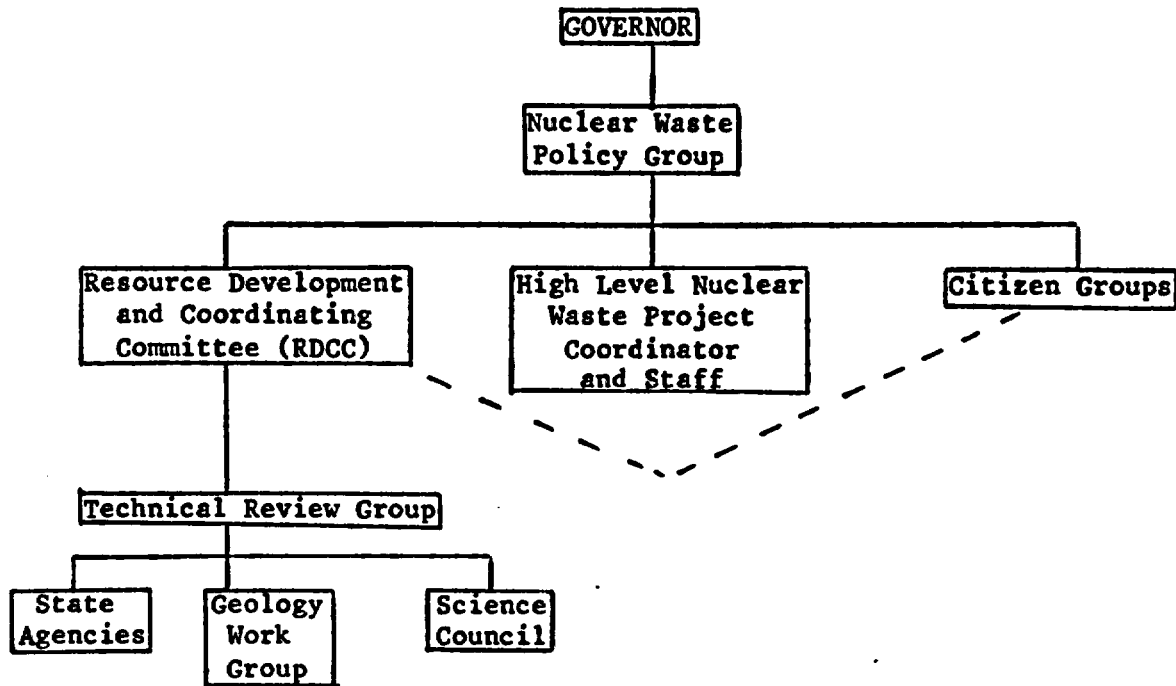 GOVERNOR
Nuclear Waste
Policy Group
Resource Development
and Coordinating
Committee (RDCC)
High Level Nuclear
Waste Project
Coordinator
and Staff
Citizen Groups
Technical Review Group
State
Agencies
Geology
Work
Group
Science
Council